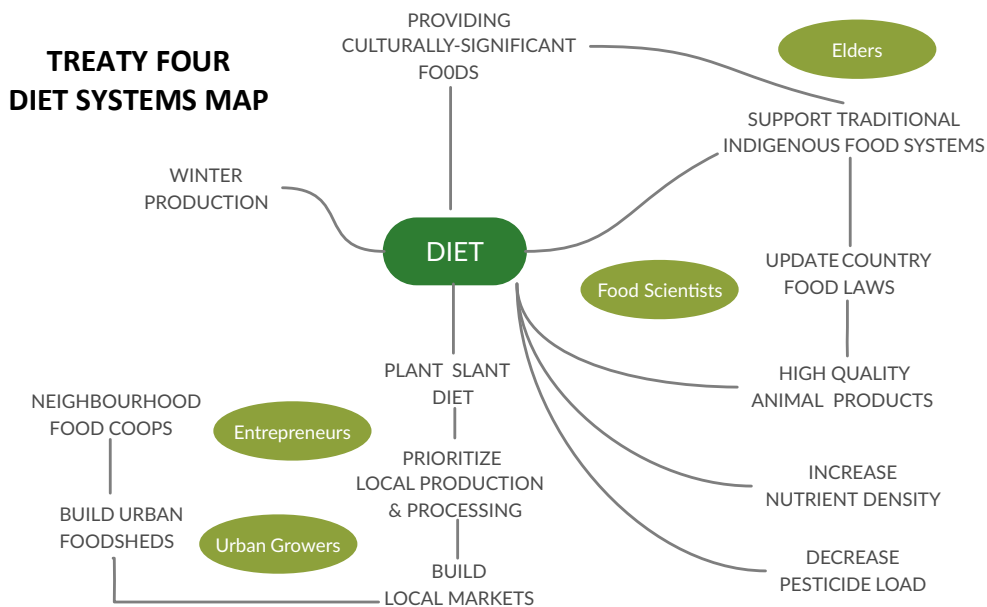 TREATY FOUR
DIET SYSTEMS MAP
PROVIDING
CULTURALLY-SIGNIFICANT
FO0DS
Elders
SUPPORT TRADITIONAL
INDIGENOUS FOOD SYSTEMS
WINTER
PRODUCTION
DIET
UPDATE COUNTRY
FOOD LAWS
Food Scientists
HIGH QUALITY
ANIMAL PRODUCTS
PLANT SLANT
DIET
NEIGHBOURHOOD
FOOD COOPS
Entrepreneurs
PRIORITIZE
LOCAL PRODUCTION
& PROCESSING
INCREASE
NUTRIENT DENSITY
BUILD URBAN
FOODSHEDS
Urban Growers
BUILD
LOCAL MARKETS
DECREASE
PESTICIDE LOAD